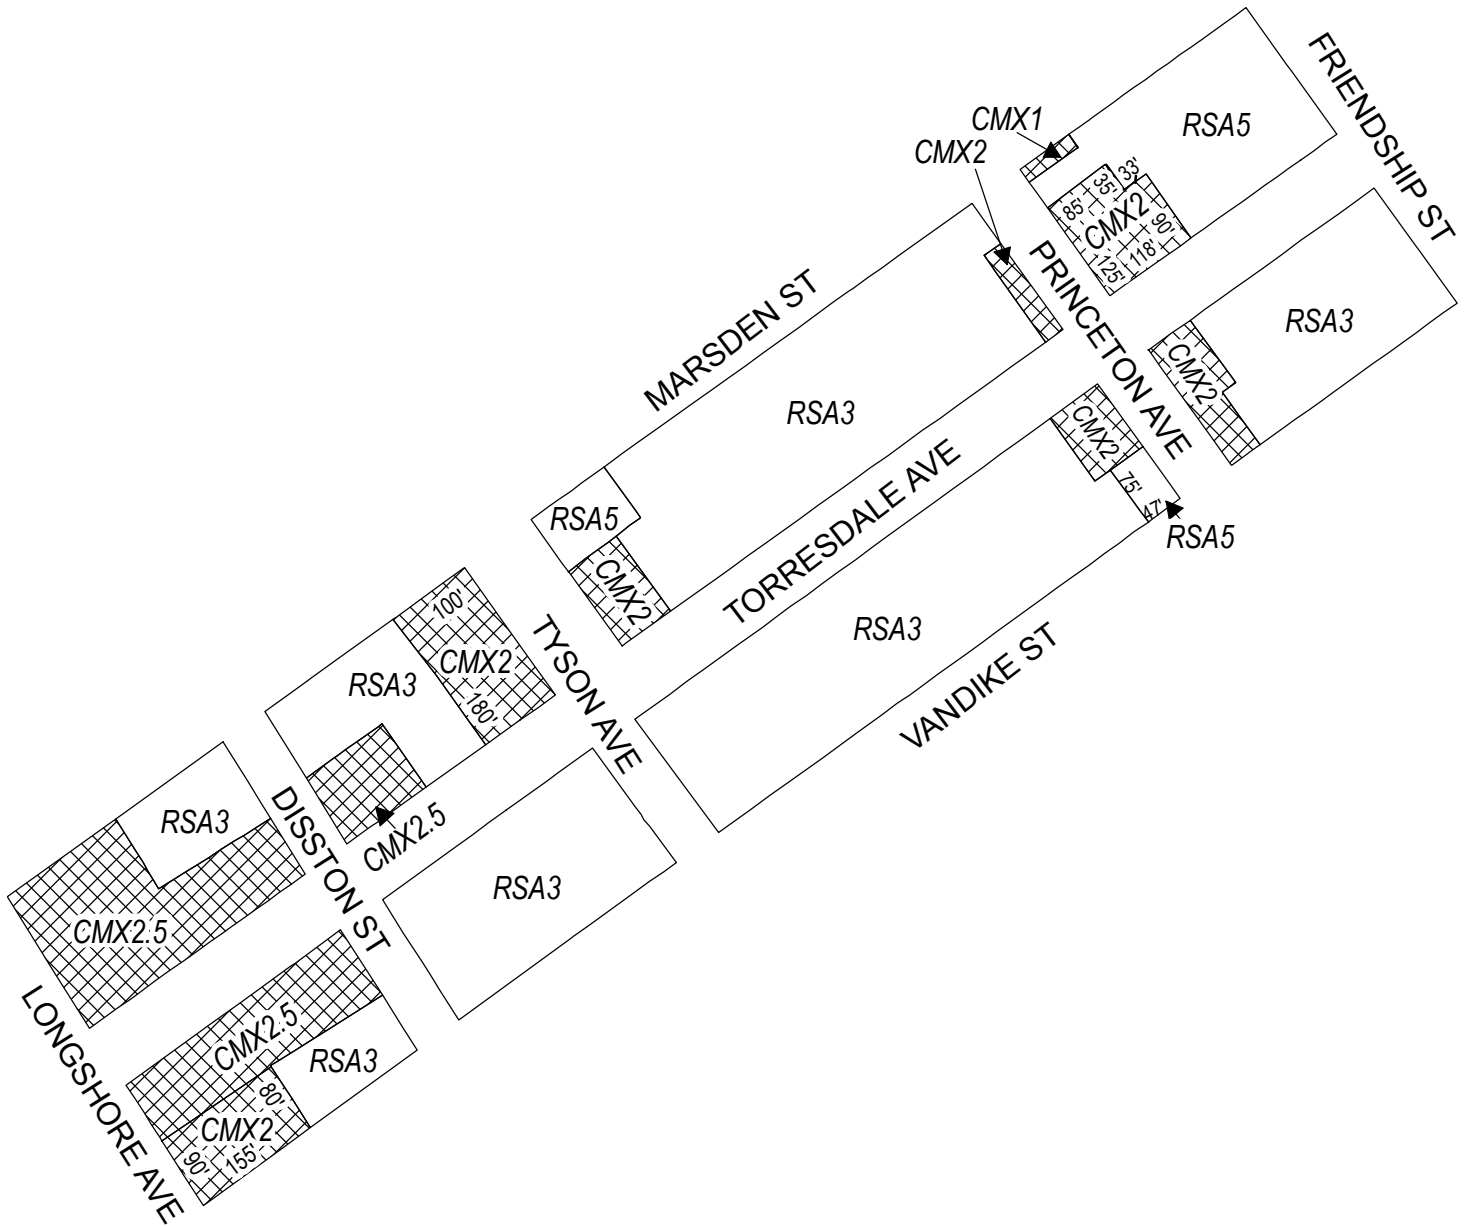 FRIENDSHIP ST
CMX1
RSA5
CMX2
33'
35'
85'
CMX2
90'
118'
125'
PRINCETON AVE
MARSDEN ST
RSA3
CMX2
RSA3
CMX2
75'
47'
RSA5
TORRESDALE AVE
RSA5
CMX2
100'
CMX2
180'
TYSON AVE
RSA3
VANDIKE ST
RSA3
CMX2.5
RSA3
DISSTON ST
RSA3
CMX2.5
CMX2.5
RSA3
80'
CMX2
90'
155'
LONGSHORE AVE